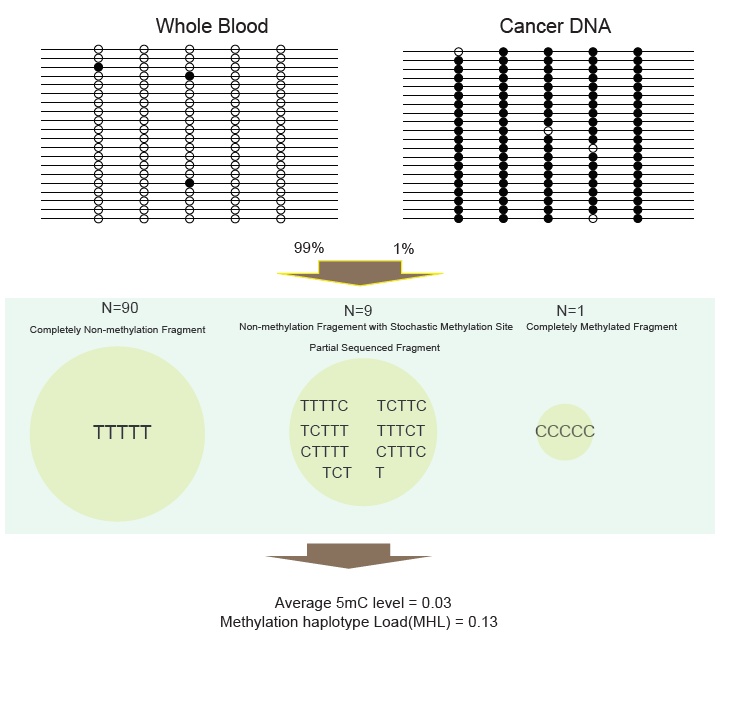 Whole Blood
Cancer DNA
99%
1%
N=90
N=9
N=1
Completely Non-methylation Fragment
Non-methylation Fragement with Stochastic Methylation Site
Completely Methylated Fragment
Partial Sequenced Fragment
TTTTT
TTTTC TCTTC
TCTTT TTTCT
CTTTT CTTTC
TCT T
CCCCC
Average 5mC level = 0.03
Methylation haplotype Load(MHL) = 0.13